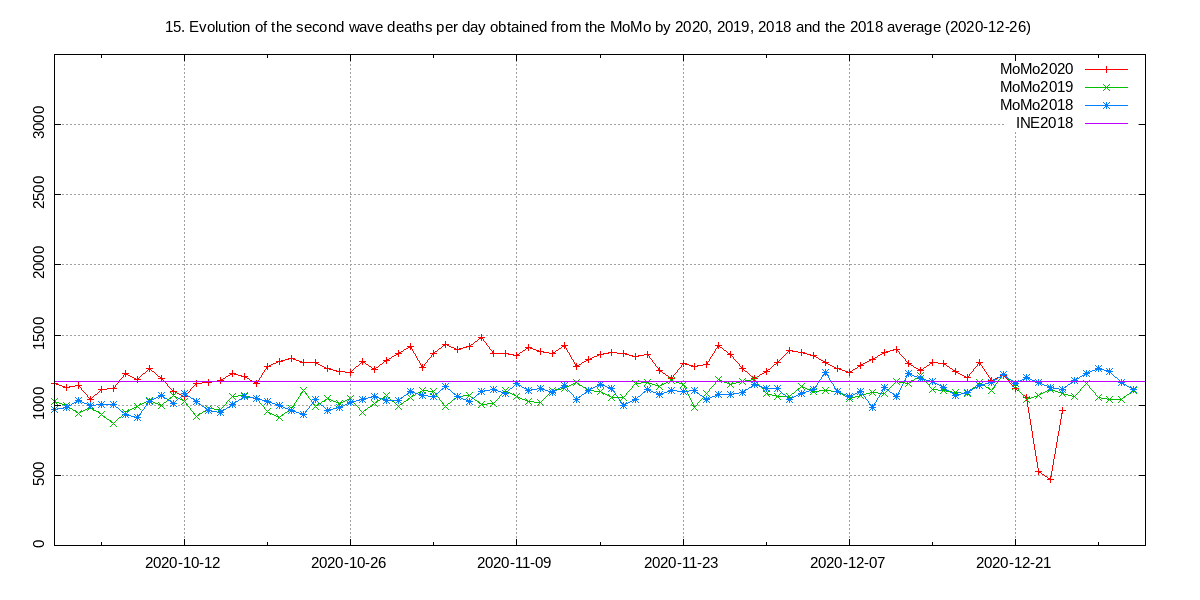 15. Evolution of the second wave deaths per day obtained from the MoMo by 2020, 2019, 2018 and the 2018 average (2020-12-26)
MoMo2020
MoMo2019
MoMo2018
INE2018
3000
2500
2000
1500
1000
500
0
2020-10-12
2020-10-26
2020-11-09
2020-11-23
2020-12-07
2020-12-21